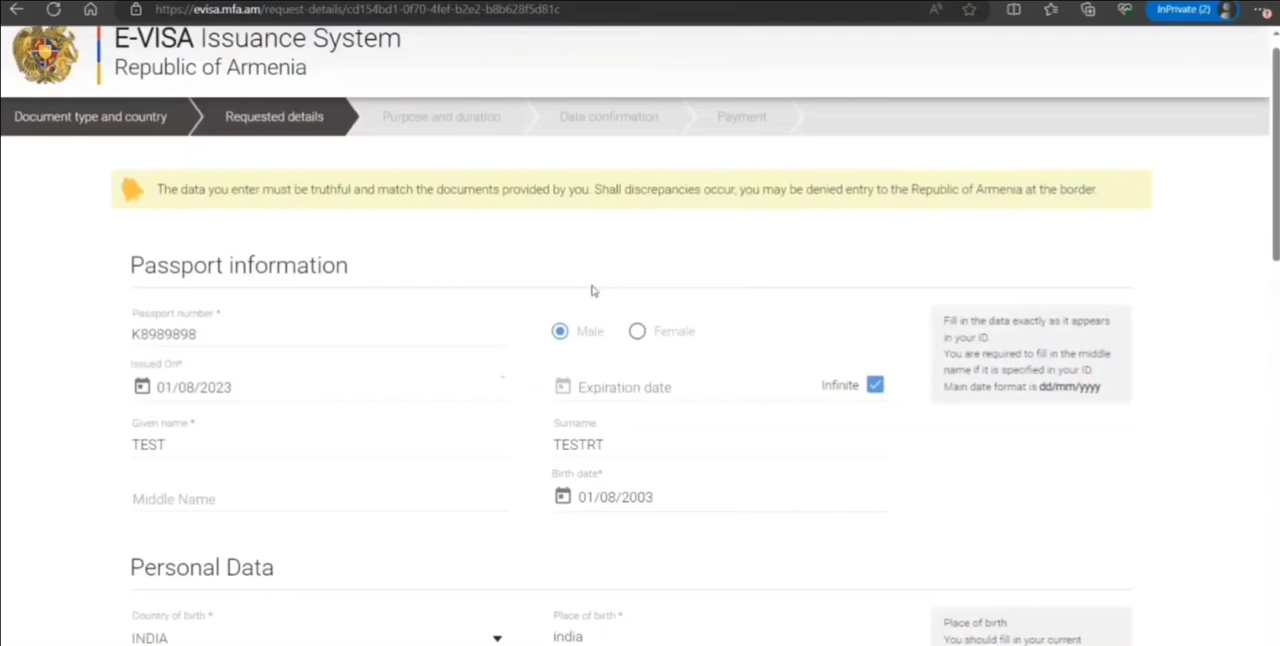 https://evisa.mfa.am/request-details/cd154bd1-0f70-4fef-b2e2-b8b628f5d81c
InPrivate (2)
E-VISA Issuance System
Republic of Armenia
Document type and country
Requested details
Purpose and duration
Data confirmation
Payment
The data you enter must be truthful and match the documents provided by you. Shall discrepancies occur, you may be denied entry to the Republic of Armenia at the border.
Passport information
Passport number *
K8989898
Male
Female
Fill in the data exactly as it appears
in your ID.
You are required to fill in the middle
name if it is specified in your ID
Main date format is dd/mm/yyyy
Issued On*
01/08/2023
Expiration date
Infinite
Given name *
TEST
Surname
TESTRT
Middle Name
Birth date*
01/08/2003
Personal Data
Country of birth *
INDIA
Place of birth *
india
Place of birth
You should fill in your current